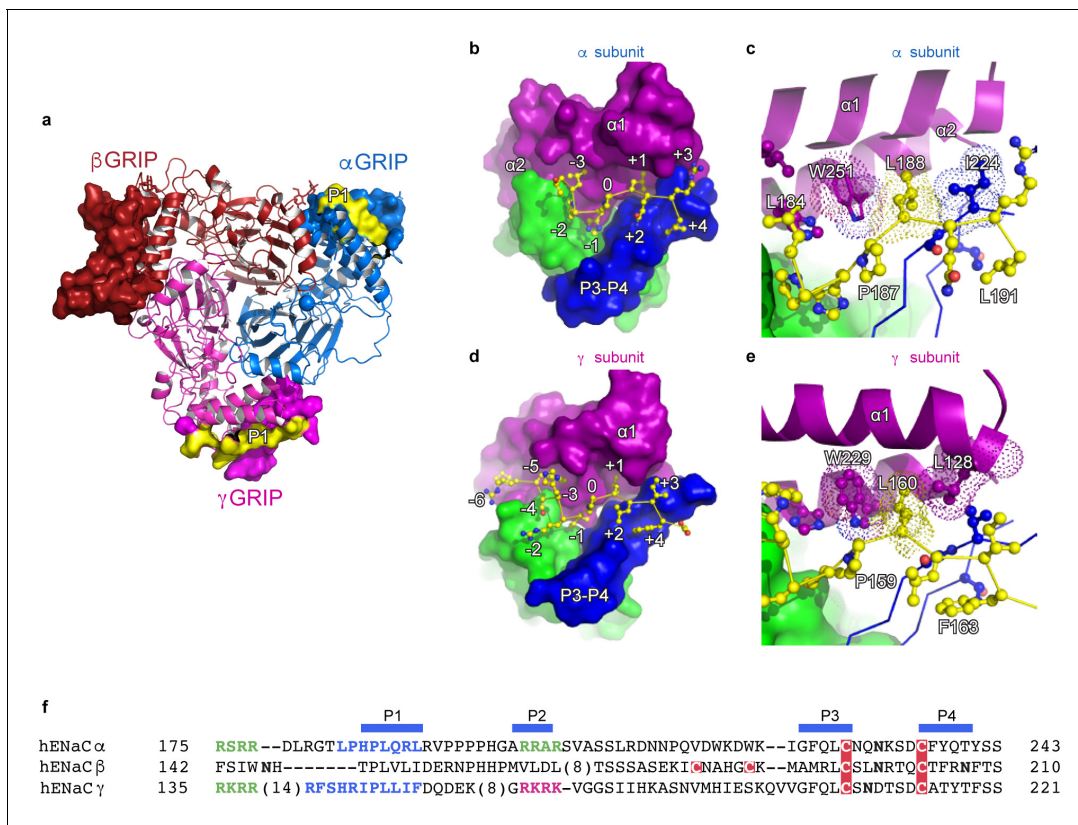 a
βGRIP
αGRIP
P1
P1
γGRIP
b
α subunit
α1
α2
-3
+1
+3
0
-2
-1
+2
+4
P3-P4
c
α subunit
α1
α2
W251
L188
I224
L184
P187
L191
d
γ subunit
α1
-5
+1
-6
-3
0
+3
-4
-2
-1
+2
+4
P3-P4
e
γ subunit
α1
W229
L128
L160
P159
F163
f
P1 P2 P3 P4
hENaCα 175 RSRR--DLRGTLPHPLQRLRVPPPPHGARRARSVASSLRDNNPQVDWKDWK--IGFQLCNQNKSDCFYQTYSS 243
hENaCβ 142 FSIWNH-------TPLVLIDERNPHHPMVLDL(8)TSSSASEKICNAHGCK--MAMRLCSLNRTQCTFRNFTS 210
hENaCγ 135 RKRR(14)RFSHRIPLLIFDQDEK(8)GRKRK-VGGSIIHKASNVMHIESKQVVGFQLCSNDTSDCATYTFSS 221